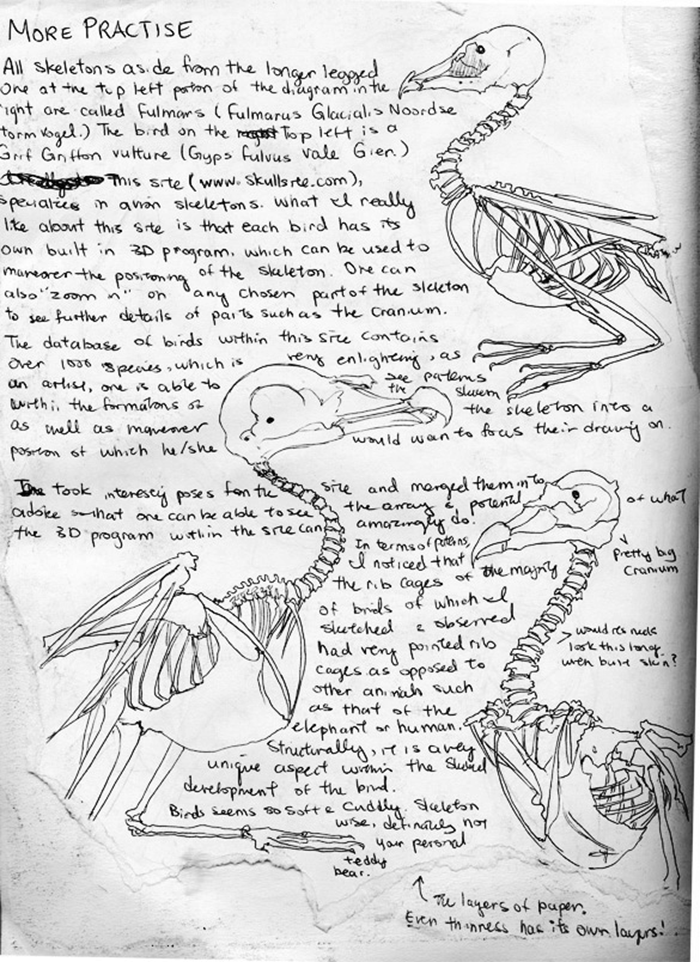 MORE PRACTISE
All skeletons aside from the longer legged
One at the top left potion of the diagram in the
right are called Fulmars (Fulmarus Glacialis Noordse
tormvogel.) The bird on the Top left is a
Grif Griffon vulture (Gyps fulvus Vale Gier.)
This site (www.skullsite.com),
specializes in avian skeletons. What I really
like about this site is that each bird has its
own built in 3D program, which can be used to
maneaver the positioning of the skeleton. One can
also "zoom in" on any chosen part of the skeleton
to see further details of parts such as the cranium.
The database of birds within this site contains
over 1000 species, which is very enlightening, as
an artist, one is able to see patterns
within the formations of the skeleton into a
as well as maneaver
position of which he/she would want to focus their drawing on.
I took interesting poses from the site and merged them into
adobe so that one can be able to see the array & potential of what
the 3D program within the site can amazingly do.
pretty big
Cranium
In terms of patterns,
I noticed that
the rib cages of the majority
of birds of which I
sketched & observed
had very pointed rib
cages as opposed to
other animals such
as that of the
elephant or human.
> would its neck
look this long
with built skin?
Structurally, it is a very
unique aspect within the
development of the bird.
Birds seems so soft & cuddly. Skeleton
wise, definitely not
your personal
teddy
bear.
The layers of paper.
Even thinness has its own layers!